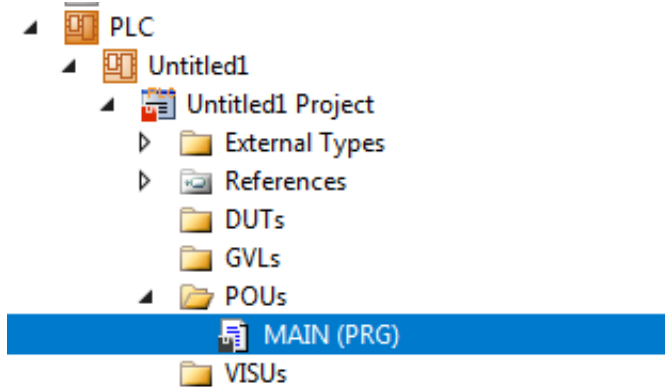 PLC
Untitled1
Untitled1 Project
External Types
References
DUTs
GVLs
POUs
MAIN (PRG)
VISUs